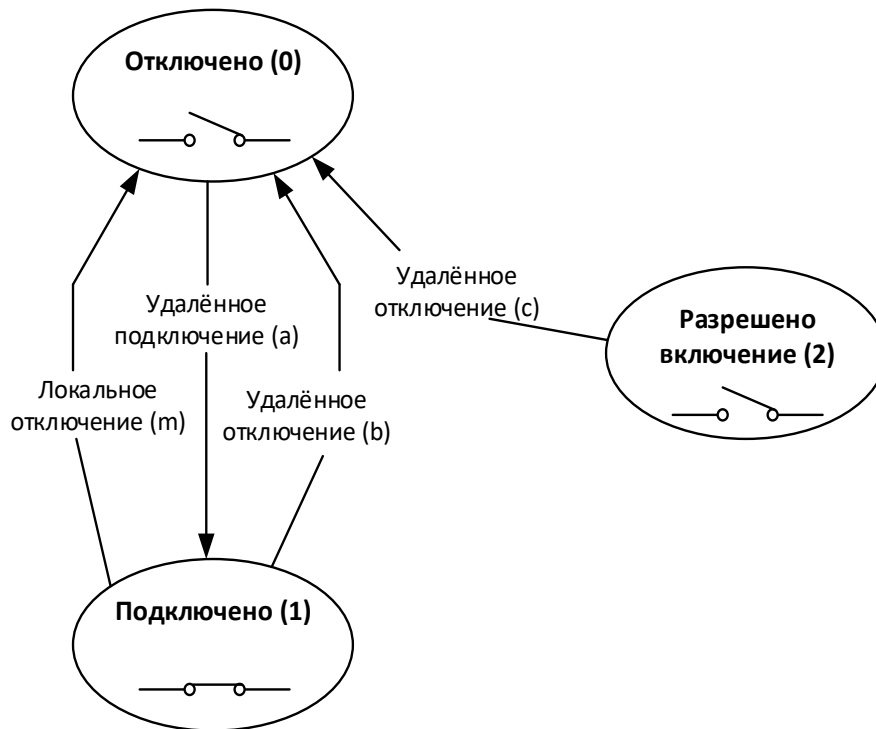 Отключено (0)
Удалённое
подключение (a)
Удалённое
отключение (c)
Разрешено
включение (2)
Локальное
отключение (m)
Удалённое
отключение (b)
Подключено (1)